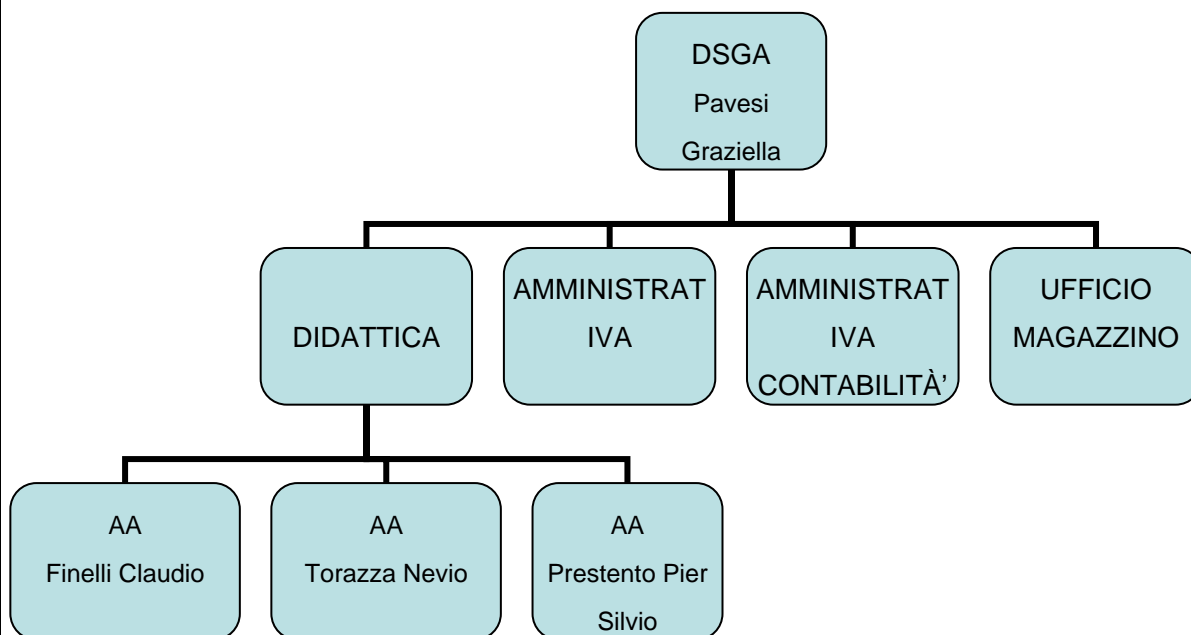 DSGA
Pavesi
Graziella
DIDATTICA
AMMINISTRAT
IVA
AMMINISTRAT
IVA
CONTABILITÀ'
UFFICIO
MAGAZZINO
AA
Finelli Claudio
AA
Torazza Nevio
AA
Prestento Pier
Silvio